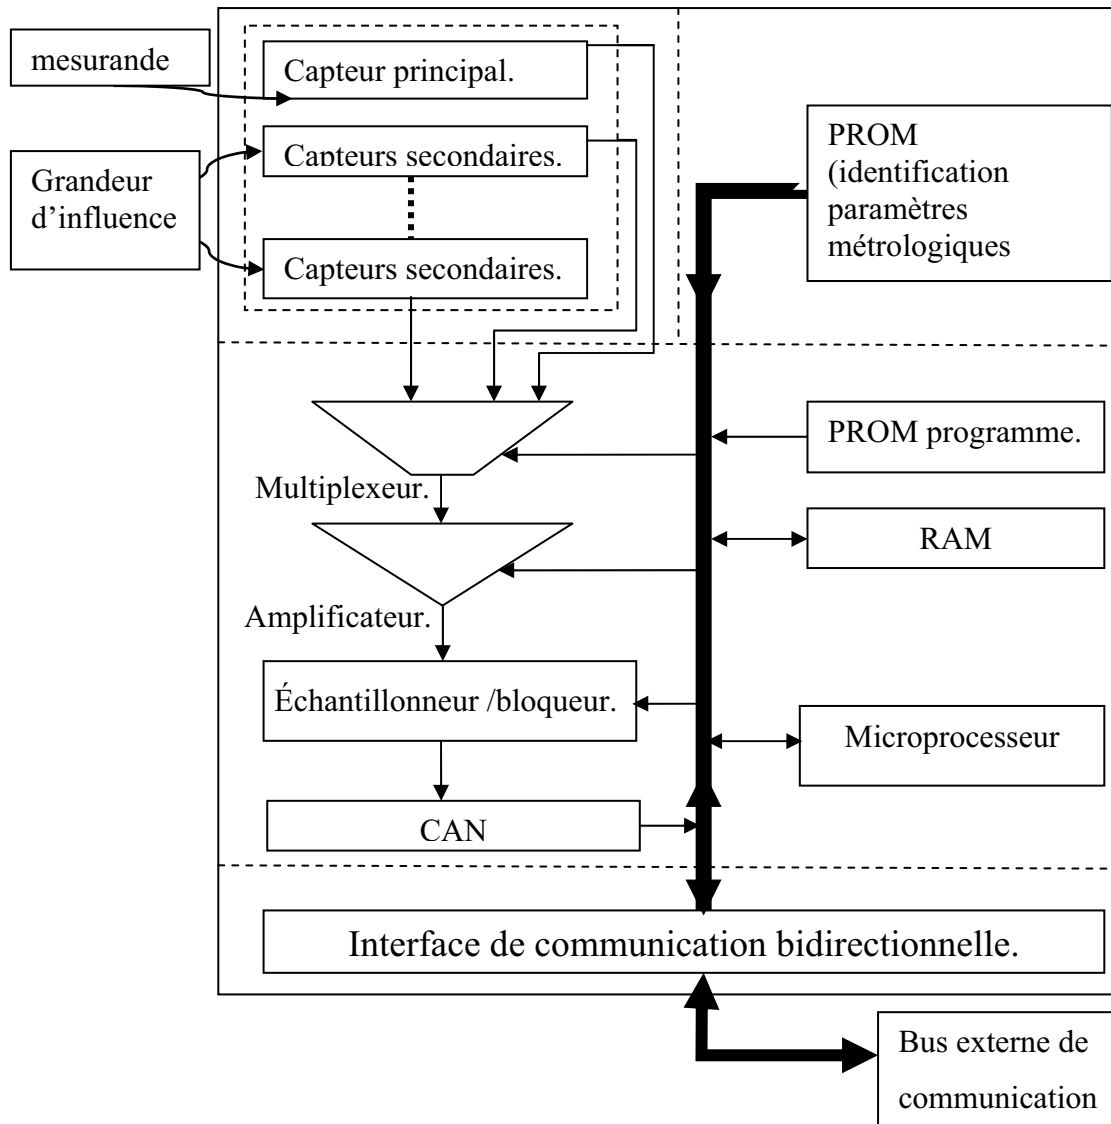 mesurande
Capteur principal.
Grandeur
d’influence
Capteurs secondaires.
Capteurs secondaires.
PROM
(identification
paramètres
métrologiques
Multiplexeur.
PROM programme.
RAM
Amplificateur.
Échantillonneur /bloqueur.
Microprocesseur
CAN
Interface de communication bidirectionnelle.
Bus externe de
communication